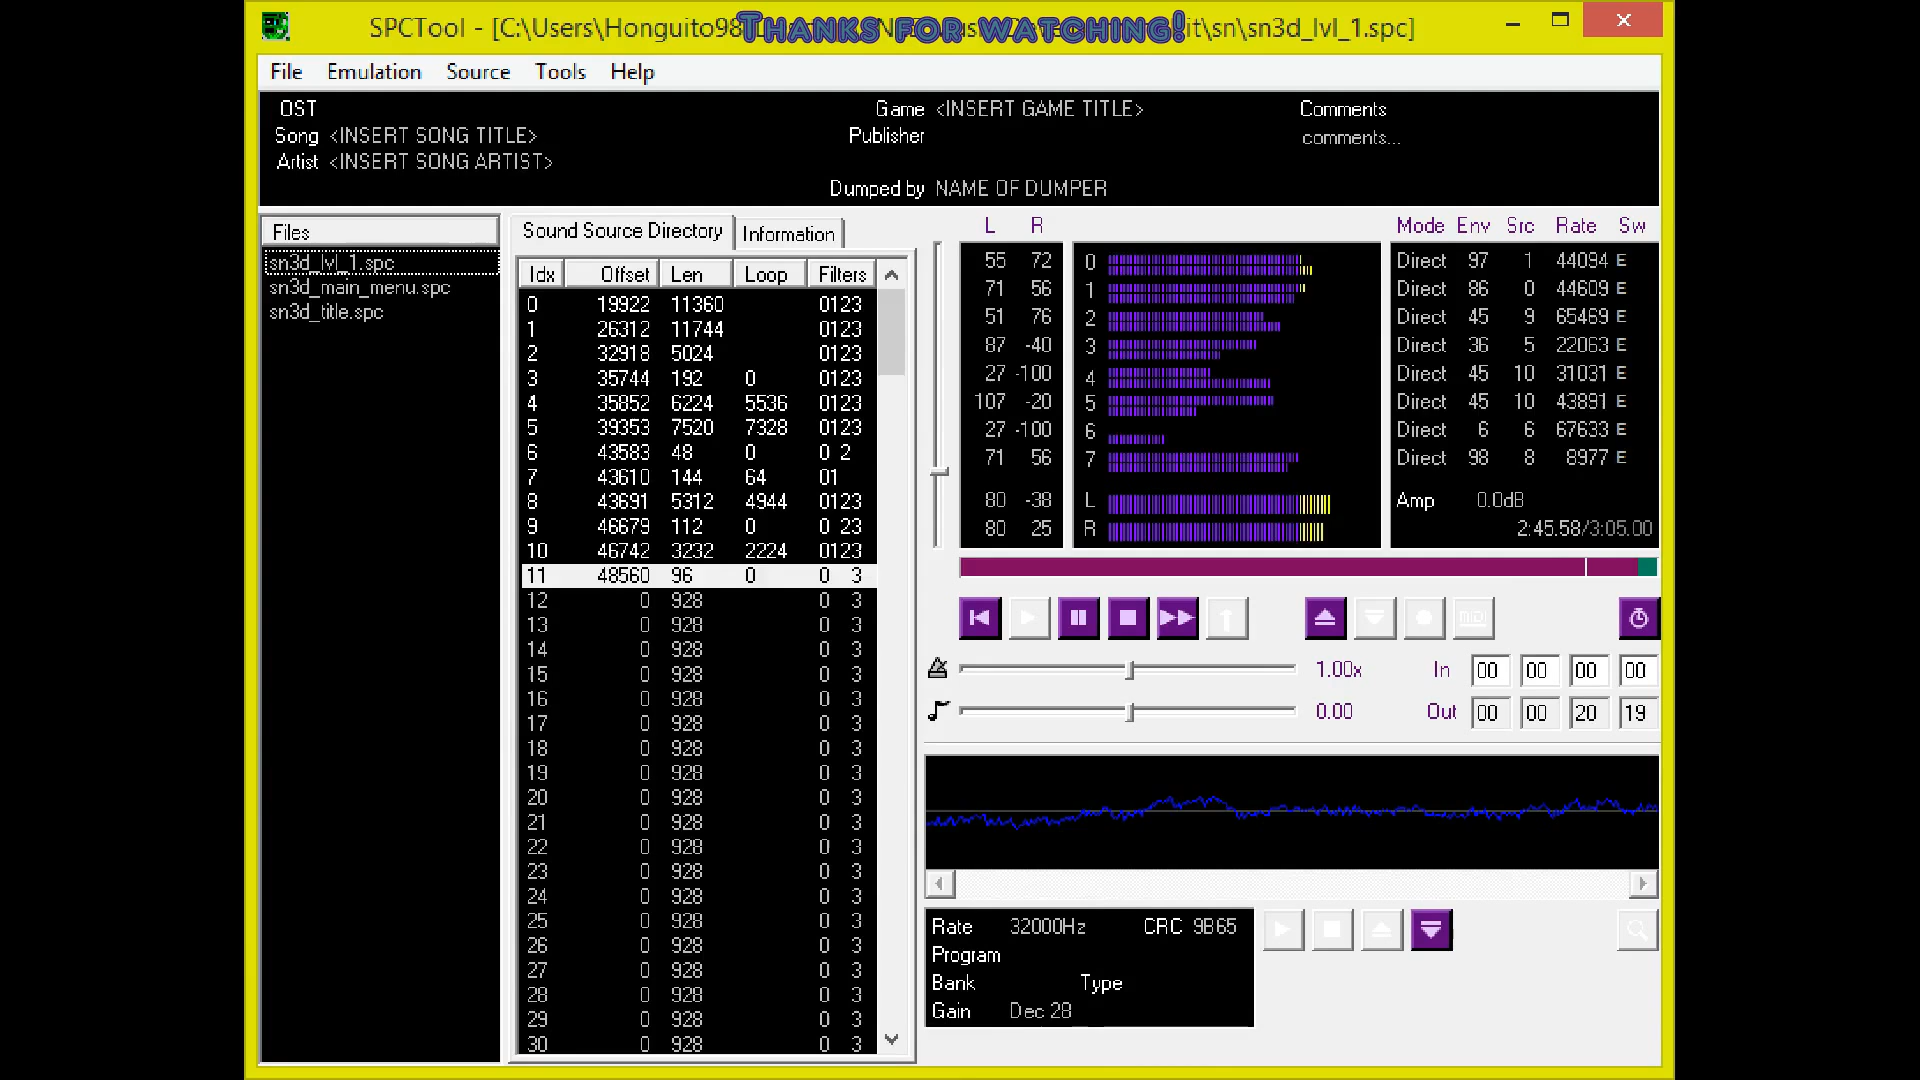 SPCTool - [C:\Users\Honguito98 it\sn\sn3d_lvl_1.spc]
Thanks for watching!
File Emulation Source Tools Help
OST
Song <INSERT SONG TITLE>
Artist <INSERT SONG ARTIST>
Game <INSERT GAME TITLE>
Publisher
Dumped by NAME OF DUMPER
Comments
comments...
Files
sn3d_lvl_1.spc
sn3d_main_menu.spc
sn3d_title.spc
Sound Source Directory Information
Idx Offset Len Loop Filters
0 19922 11360 0123
1 26312 11744 0123
2 32918 5024 0123
3 35744 192 0 0123
4 35852 6224 5536 0123
5 39353 7520 7328 0123
6 43583 48 0 0 2
7 43610 144 64 01
8 43691 5312 4944 0123
9 46679 112 0 0 23
10 46742 3232 2224 0123
11 48560 96 0 0 3
12 0 928 0 3
13 0 928 0 3
14 0 928 0 3
15 0 928 0 3
16 0 928 0 3
17 0 928 0 3
18 0 928 0 3
19 0 928 0 3
20 0 928 0 3
21 0 928 0 3
22 0 928 0 3
23 0 928 0 3
24 0 928 0 3
25 0 928 0 3
26 0 928 0 3
27 0 928 0 3
28 0 928 0 3
29 0 928 0 3
30 0 928 0 3
L R Mode Env Src Rate Sw
55 72 0 Direct 97 1 44094 E
71 56 1 Direct 86 0 44609 E
51 76 2 Direct 45 9 65469 E
87 -40 3 Direct 36 5 22063 E
27 -100 4 Direct 45 10 31031 E
107 -20 5 Direct 45 10 43891 E
27 -100 6 Direct 6 6 67633 E
71 56 7 Direct 98 8 8977 E
80 -38 L Amp 0.0dB
80 25 R 2:45.58/3:05.00
MIDI
1.00x In 00 00 00 00
0.00 Out 00 00 20 19
Rate 32000Hz CRC 9B65
Program
Bank Type
Gain Dec 28